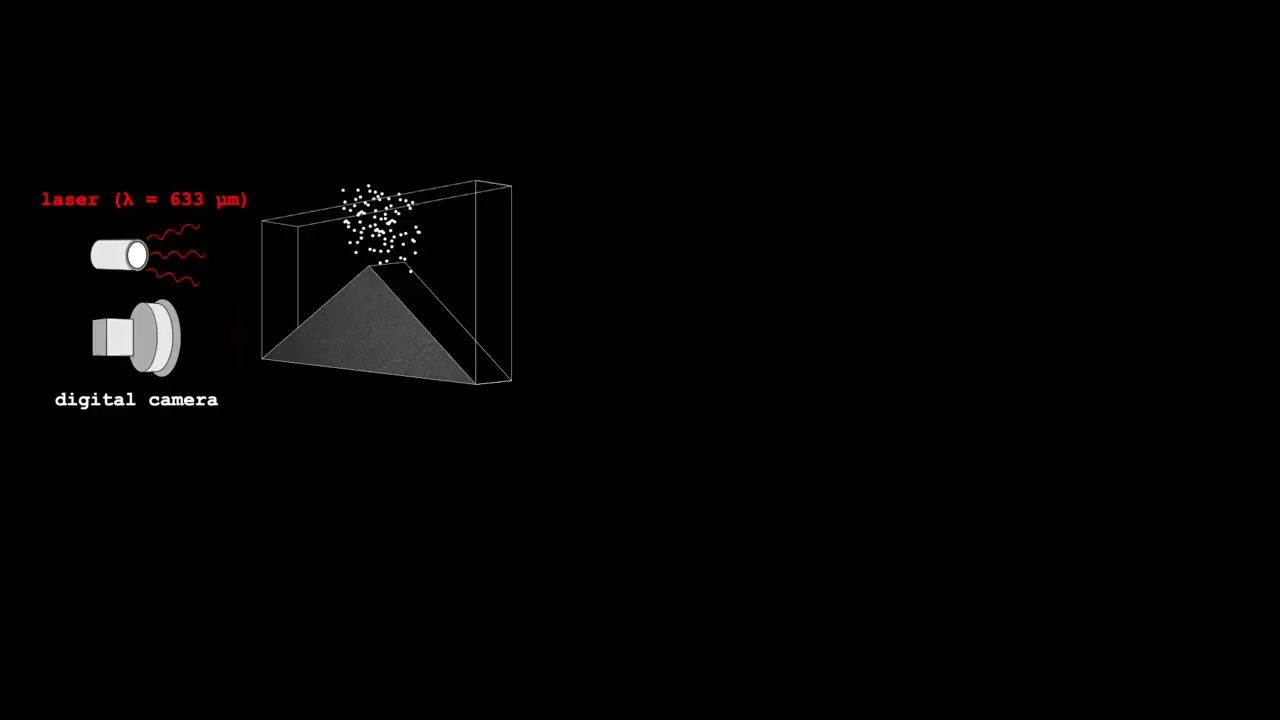 laser (λ = 633 μm)
digital camera